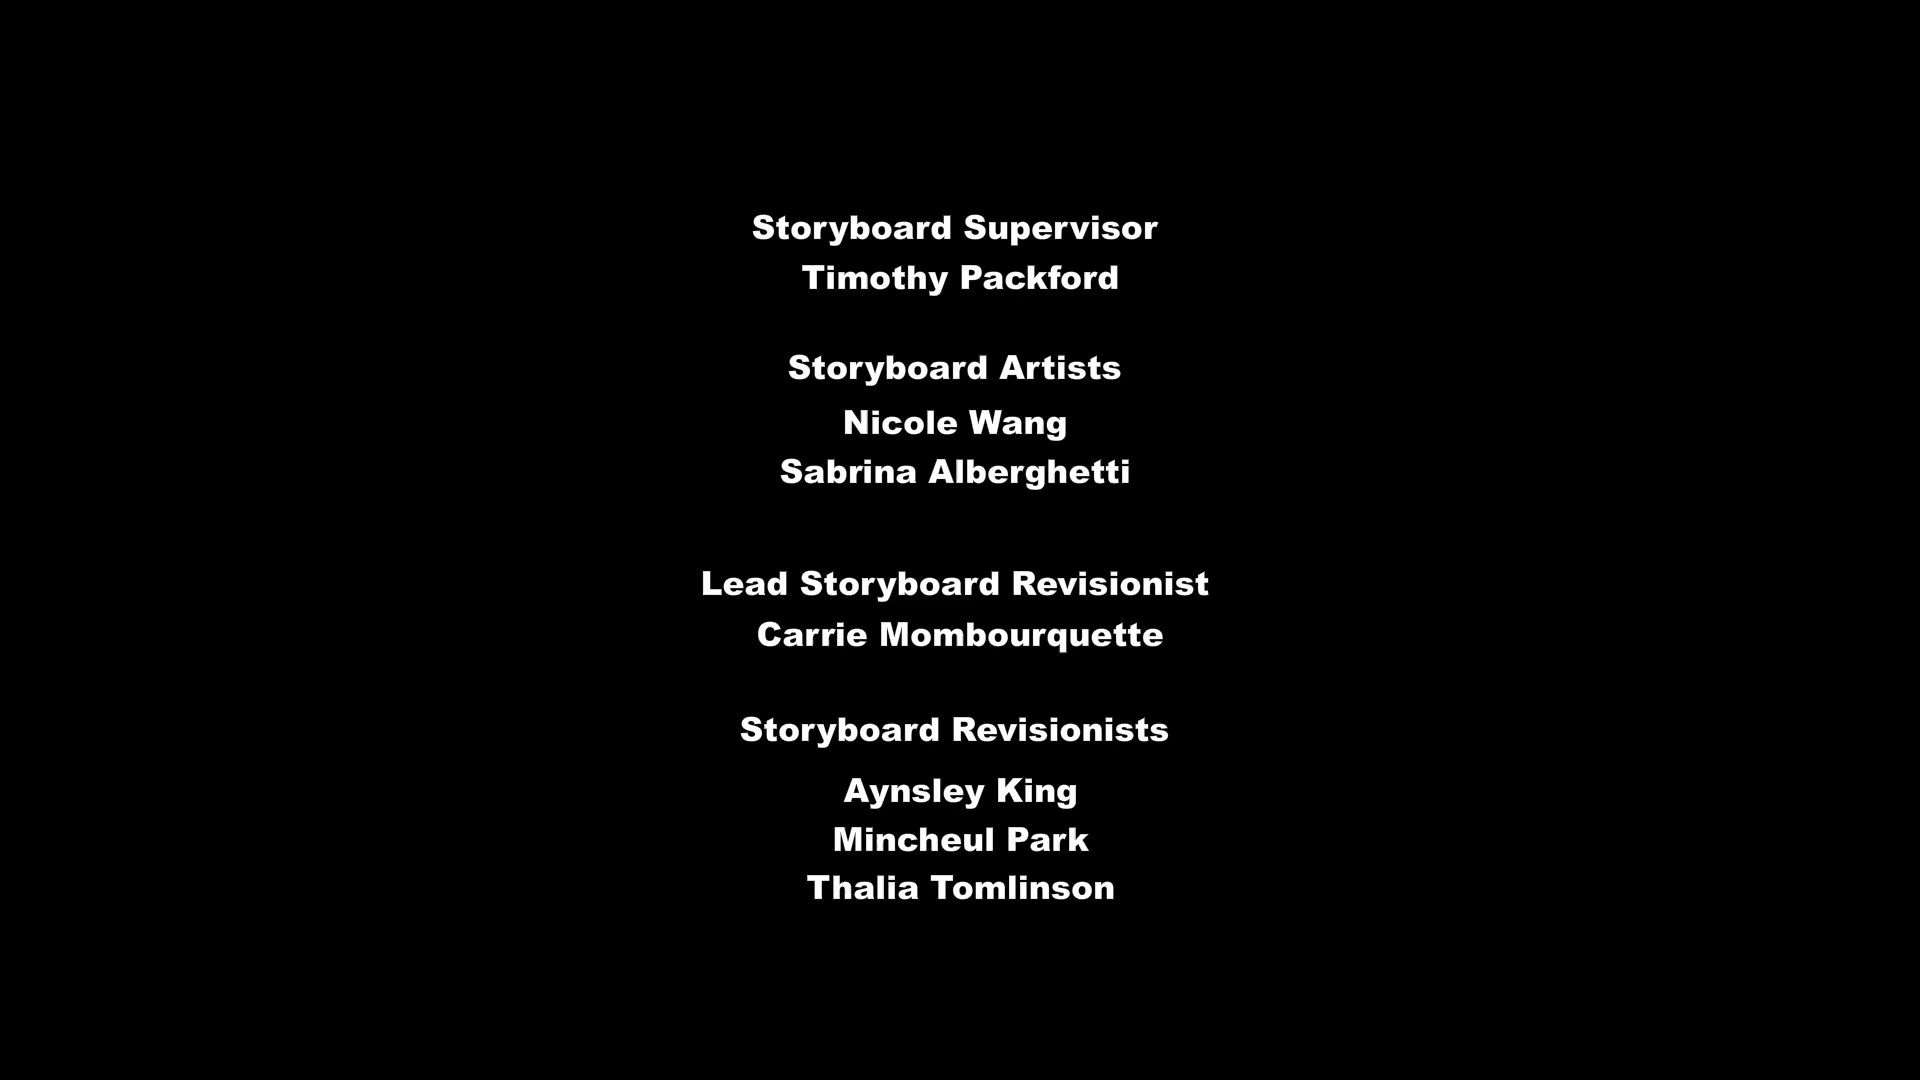 Storyboard Supervisor
Timothy Packford
Storyboard Artists
Nicole Wang
Sabrina Alberghetti
Lead Storyboard Revisionist
Carrie Mombourquette
Storyboard Revisionists
Aynsley King
Mincheul Park
Thalia Tomlinson